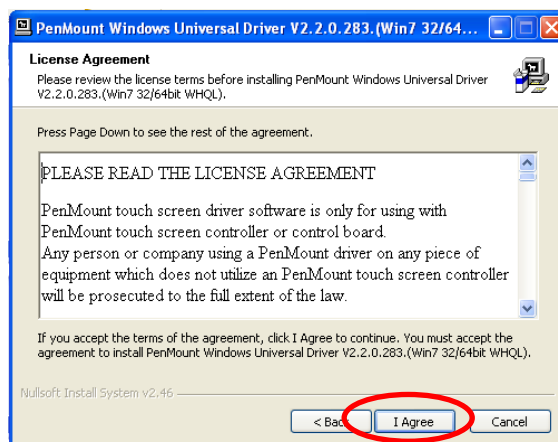 PenMount Windows Universal Driver V2.2.0.283.(Win7 32/64...
License Agreement
Please review the license terms before installing PenMount Windows Universal Driver
V2.2.0.283.(Win7 32/64bit WHQL).
Press Page Down to see the rest of the agreement.
PLEASE READ THE LICENSE AGREEMENT
PenMount touch screen driver software is only for using with
PenMount touch screen controller or control board.
Any person or company using a PenMount driver on any piece of
equipment which does not utilize an PenMount touch screen controller
will be prosecuted to the full extent of the law.
If you accept the terms of the agreement, click I Agree to continue. You must accept the
agreement to install PenMount Windows Universal Driver V2.2.0.283.(Win7 32/64bit WHQL).
Nullsoft Install System v2.46
< Back I Agree Cancel